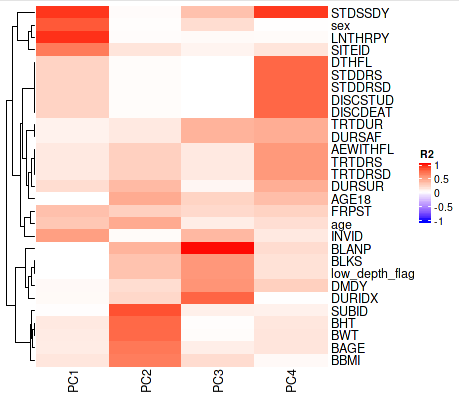 STDSSDY
sex
LNTHRPY
SITEID
DTHFL
STDDRS
STDDRSD
DISCSTUD
DISCDEAT
TRTDUR
DURSAF
AEWITHFL
TRTDRS
TRTDRSD
DURSUR
AGE18
FRPST
age
INVID
BLANP
BLKS
low_depth_flag
DMDY
DURIDX
SUBID
BHT
BWT
BAGE
BBMI
R2
1
0.5
0
-0.5
-1
PC1 PC2 PC3 PC4